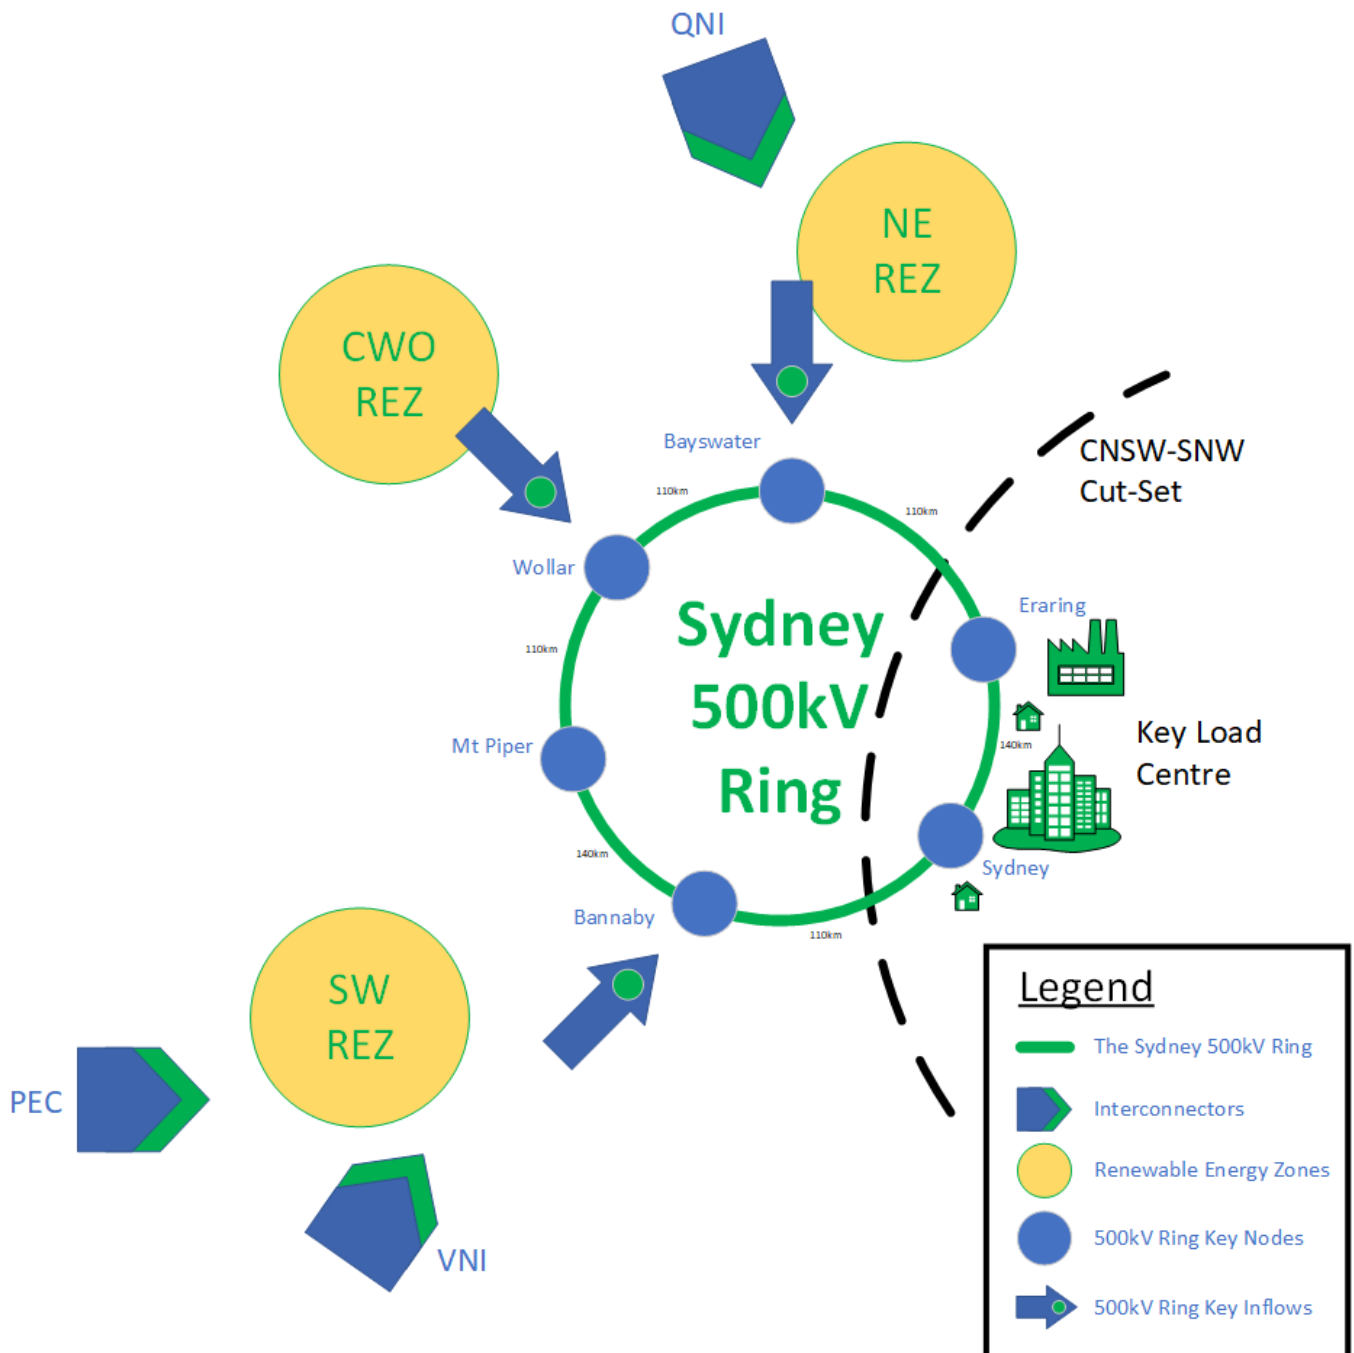 QNI
NE
REZ
CWO
REZ
CNSW-SNW
Cut-Set
Bayswater
110km
110km
Wollar
Eraring
Sydney
500kV
Ring
110km
Key Load
Centre
140km
Mt Piper
140km
Sydney
Bannaby
110km
SW
REZ
PEC
VNI
Legend
The Sydney 500kV Ring
Interconnectors
Renewable Energy Zones
500kV Ring Key Nodes
500kV Ring Key Inflows